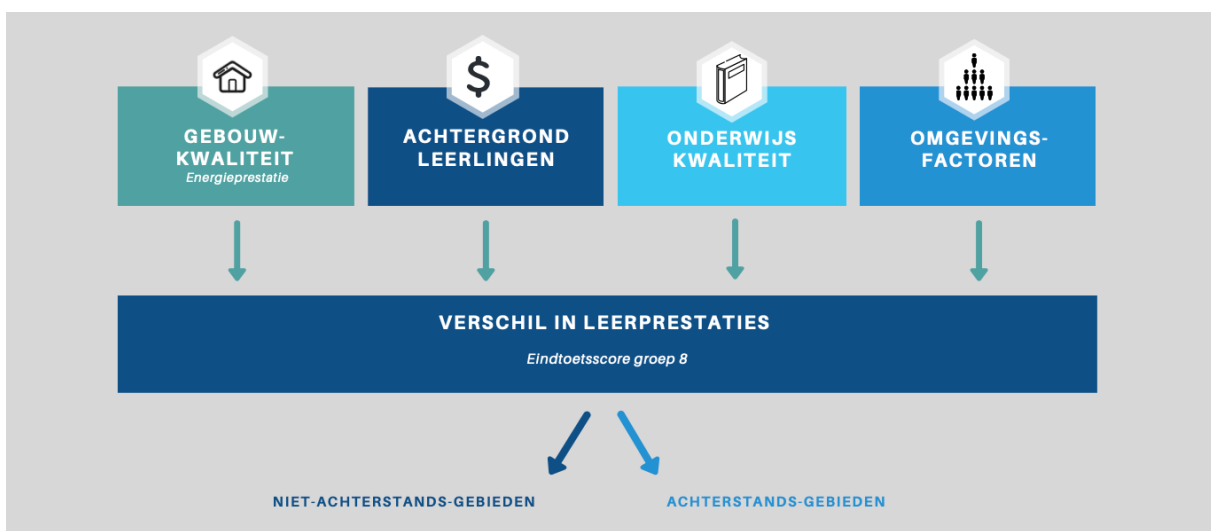 GEBOUW-
KWALITEIT
Energieprestatie
ACHTERGROND
LEERLINGEN
ONDERWIJS
KWALITEIT
OMGEVINGS-
FACTOREN
VERSCHIL IN LEERPRESTATIES
Eindtoetsscore groep 8
NIET-ACHTERSTANDS-GEBIEDEN
ACHTERSTANDS-GEBIEDEN